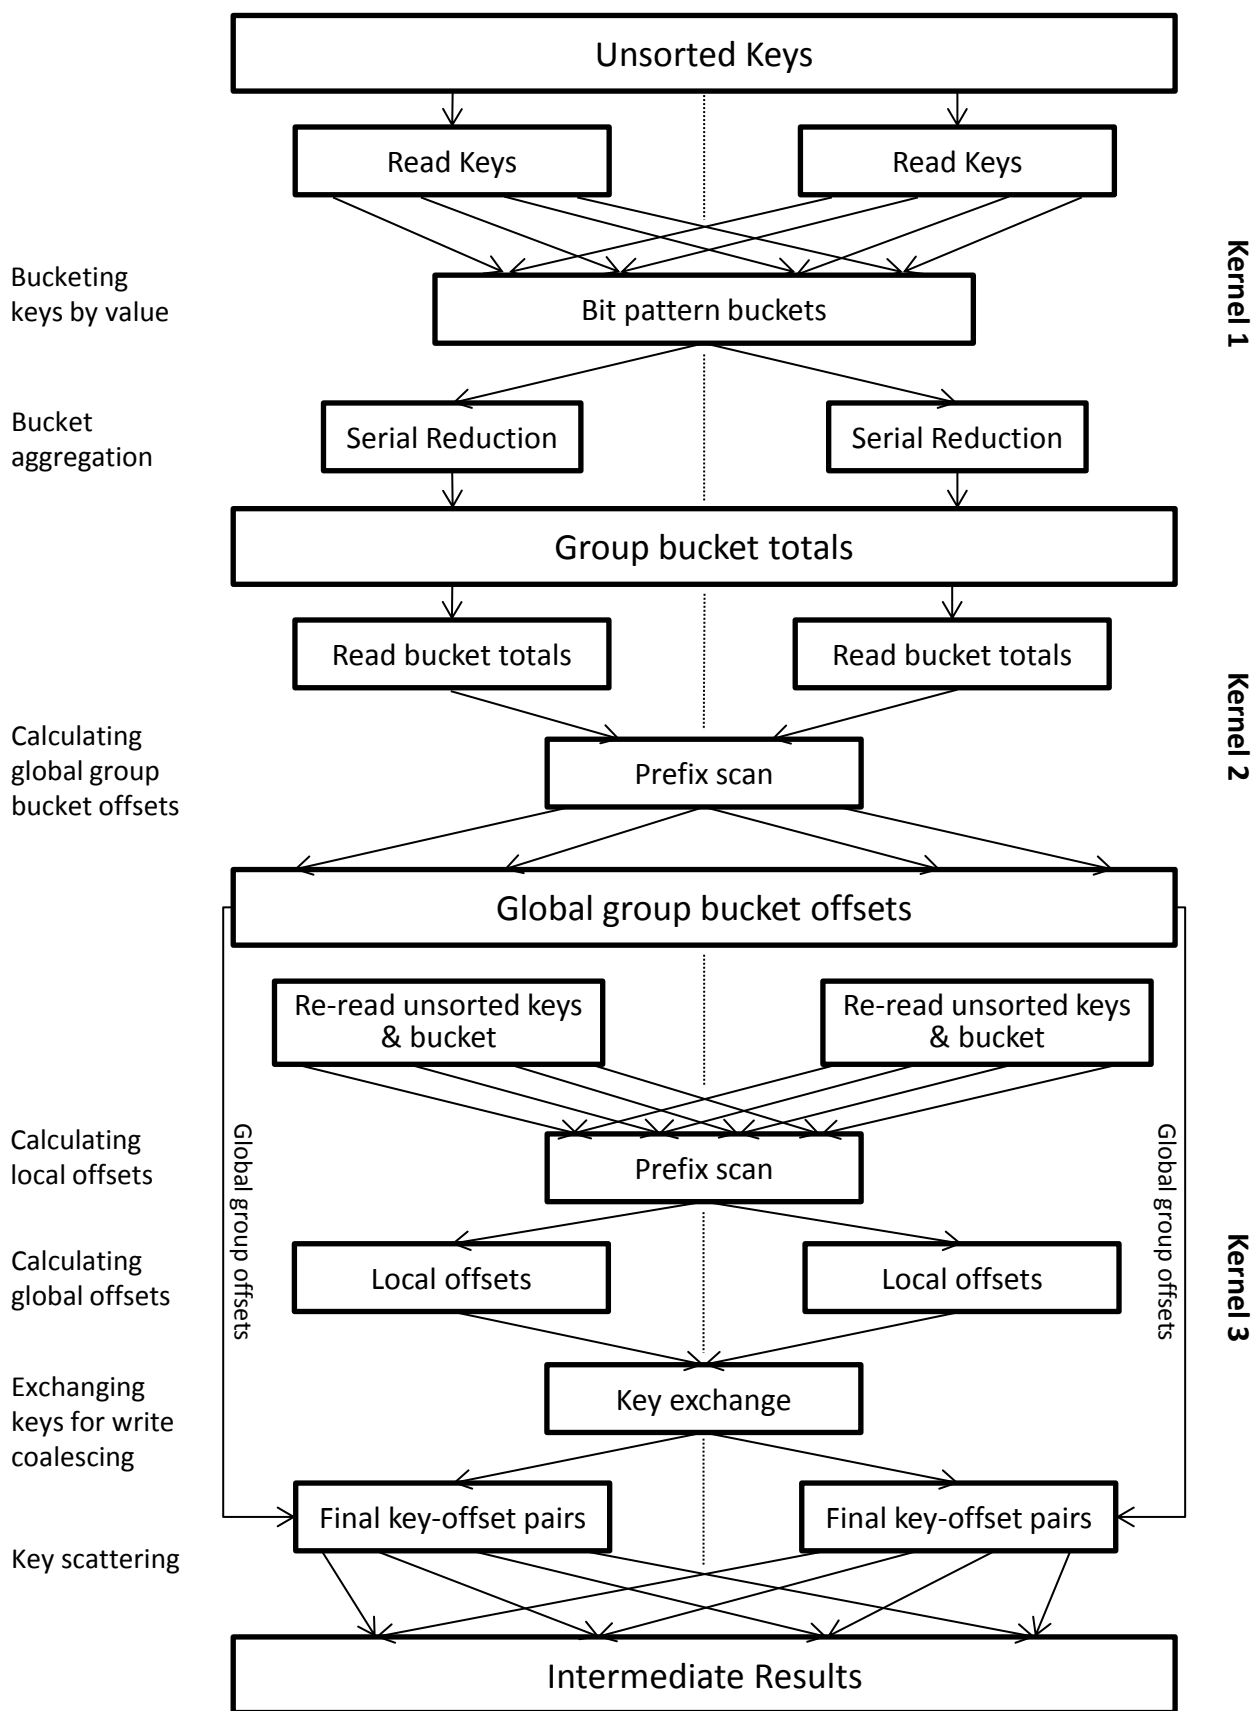 Unsorted Keys
Read Keys
Read Keys
Kernel 1
Bucketing
keys by value
Bit pattern buckets
Bucket
aggregation
Serial Reduction
Serial Reduction
Group bucket totals
Read bucket totals
Read bucket totals
Kernel 2
Calculating
global group
bucket offsets
Prefix scan
Global group bucket offsets
Re-read unsorted keys
& bucket
Re-read unsorted keys
& bucket
Calculating
local offsets
Global group offsets
Prefix scan
Global group offsets
Kernel 3
Calculating
global offsets
Local offsets
Local offsets
Exchanging
keys for write
coalescing
Key exchange
Final key-offset pairs
Final key-offset pairs
Key scattering
Intermediate Results